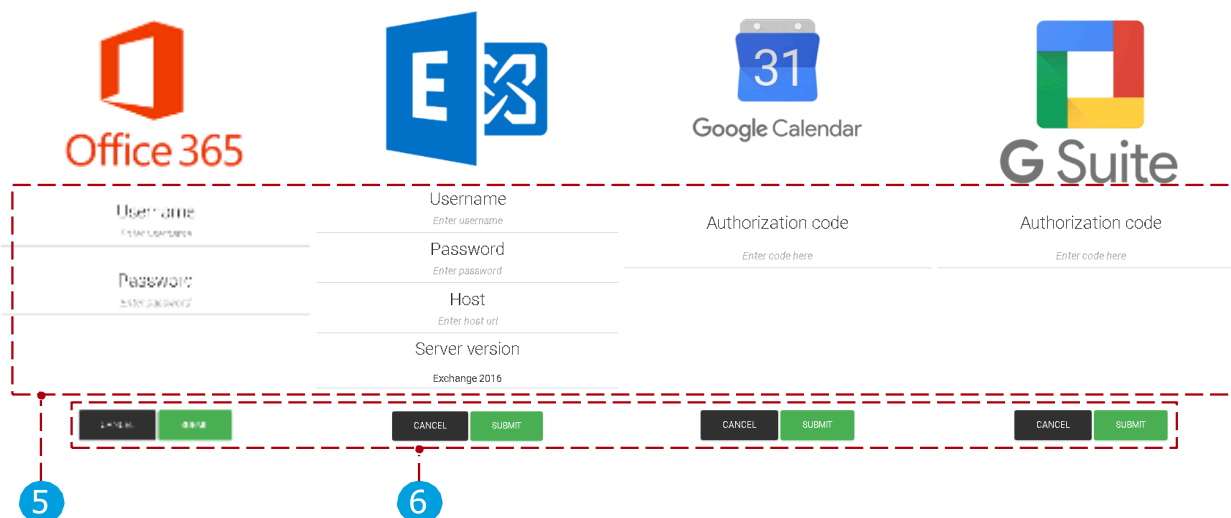 Office 365
Username
Enter username
Password
Enter password
CANCEL
SUBMIT
E
Username
Enter username
Password
Enter password
Host
Enter host url
Server version
Exchange 2016
CANCEL
SUBMIT
31
Google Calendar
Authorization code
Enter code here
CANCEL
SUBMIT
G Suite
Authorization code
Enter code here
CANCEL
SUBMIT
5
6